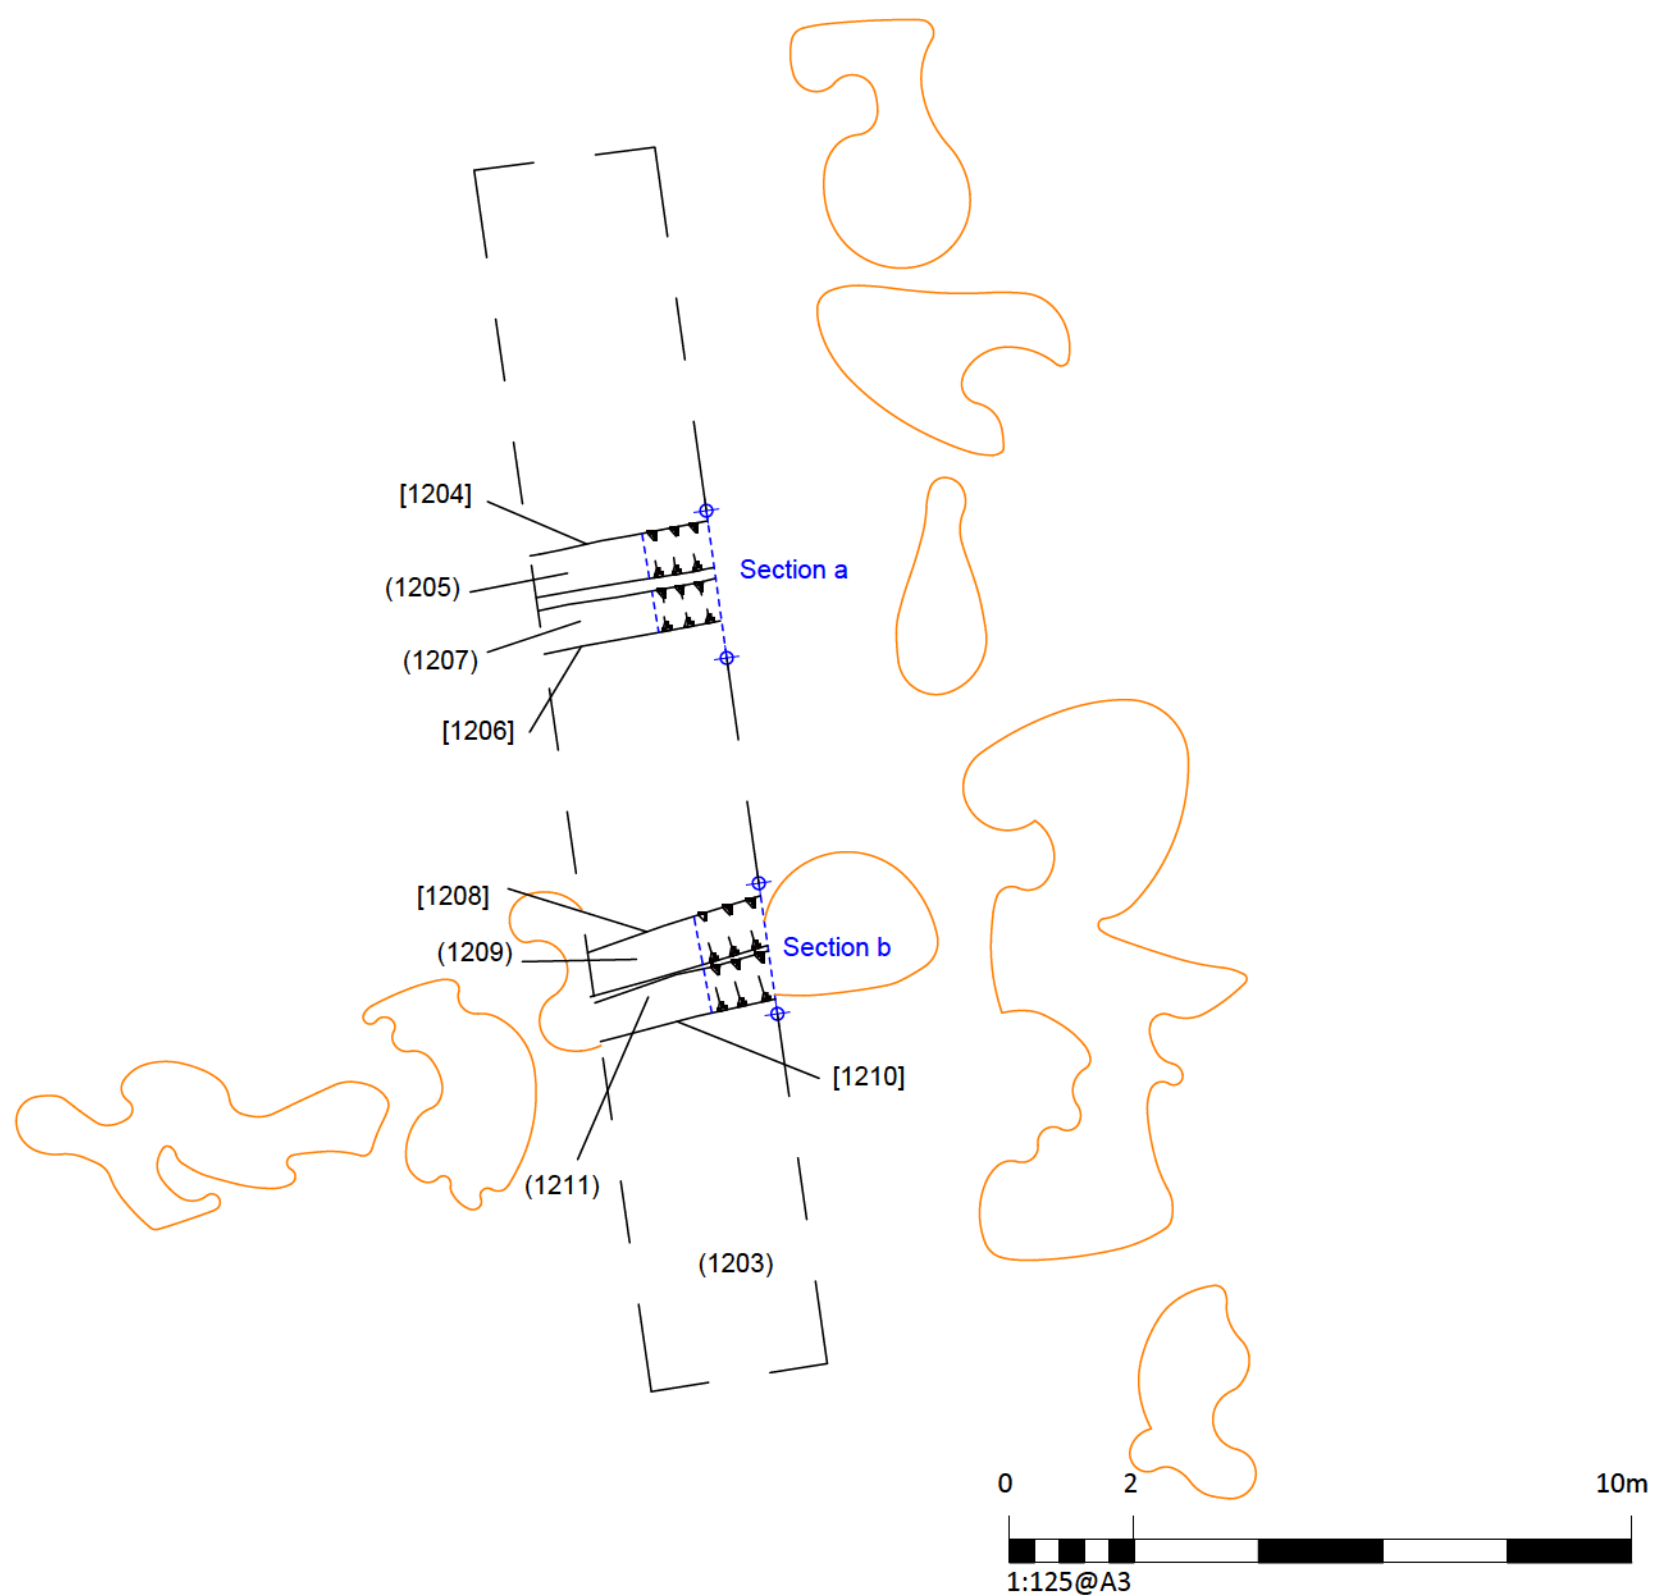 [1204]
Section a
(1205)
(1207)
[1206]
[1208]
Section b
(1209)
[1210]
(1211)
(1203)
0 2 10m
1:125@A3